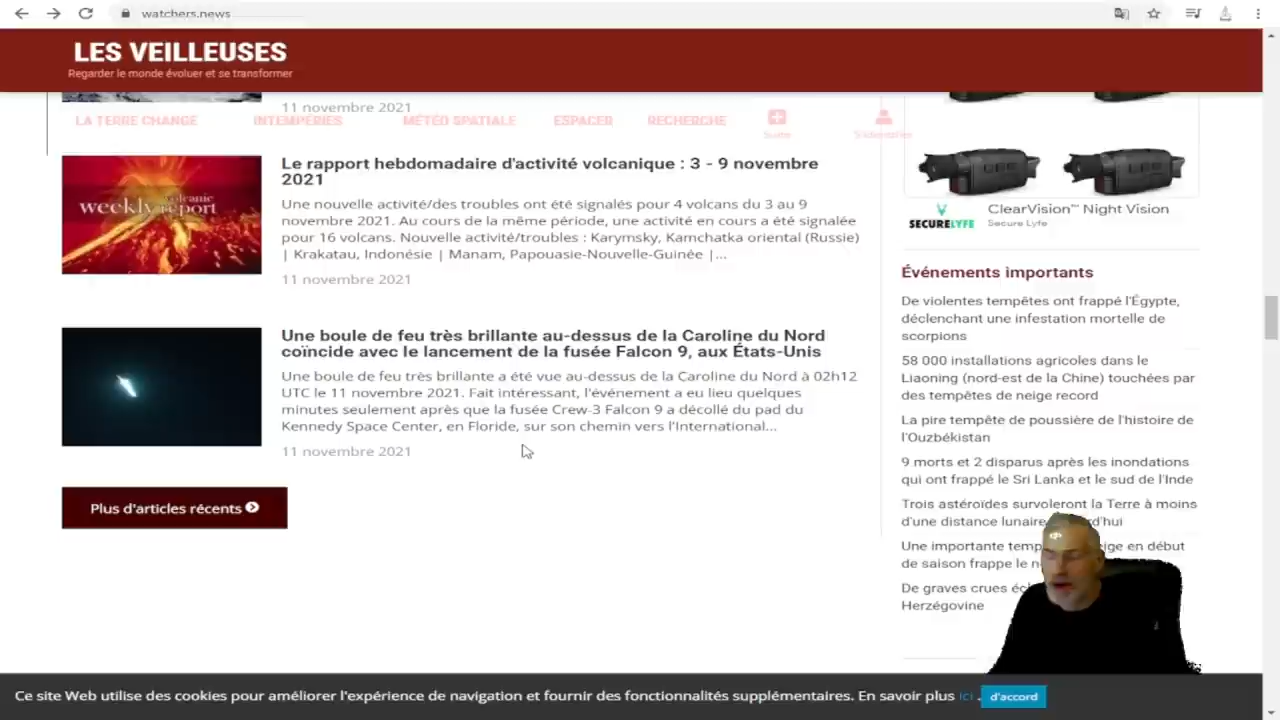 watchers.news
LES VEILLEUSES
Regarder le monde évoluer et se transformer
11 novembre 2021
LA TERRE CHANGE
INTEMPÉRIES
MÉTÉO SPATIALE
ESPACER
RECHERCHE
Suite
S'identifier
weekly volcanic report
Le rapport hebdomadaire d'activité volcanique : 3 - 9 novembre
2021
Une nouvelle activité/des troubles ont été signalés pour 4 volcans du 3 au 9
novembre 2021. Au cours de la même période, une activité en cours a été signalée
pour 16 volcans. Nouvelle activité/troubles : Karymsky, Kamchatka oriental (Russie)
| Krakatau, Indonésie | Manam, Papouasie-Nouvelle-Guinée |...
11 novembre 2021
Une boule de feu très brillante au-dessus de la Caroline du Nord
coïncide avec le lancement de la fusée Falcon 9, aux États-Unis
Une boule de feu très brillante a été vue au-dessus de la Caroline du Nord à 02h12
UTC le 11 novembre 2021. Fait intéressant, l'événement a eu lieu quelques
minutes seulement après que la fusée Crew-3 Falcon 9 a décollé du pad du
Kennedy Space Center, en Floride, sur son chemin vers l'International...
11 novembre 2021
Plus d'articles récents
SECURELYFE
ClearVision™ Night Vision
Secure Lyfe
Événements importants
De violentes tempêtes ont frappé l'Égypte,
déclenchant une infestation mortelle de
scorpions
58 000 installations agricoles dans le
Liaoning (nord-est de la Chine) touchées par
des tempêtes de neige record
La pire tempête de poussière de l'histoire de
l'Ouzbékistan
9 morts et 2 disparus après les inondations
qui ont frappé le Sri Lanka et le sud de l'Inde
Trois astéroïdes survoleront la Terre à moins
d'une distance lunaire
Une importante en début
de saison frappe le
De graves crues
Herzégovine
Ce site Web utilise des cookies pour améliorer l'expérience de navigation et fournir des fonctionnalités supplémentaires. En savoir plus ici .
d'accord